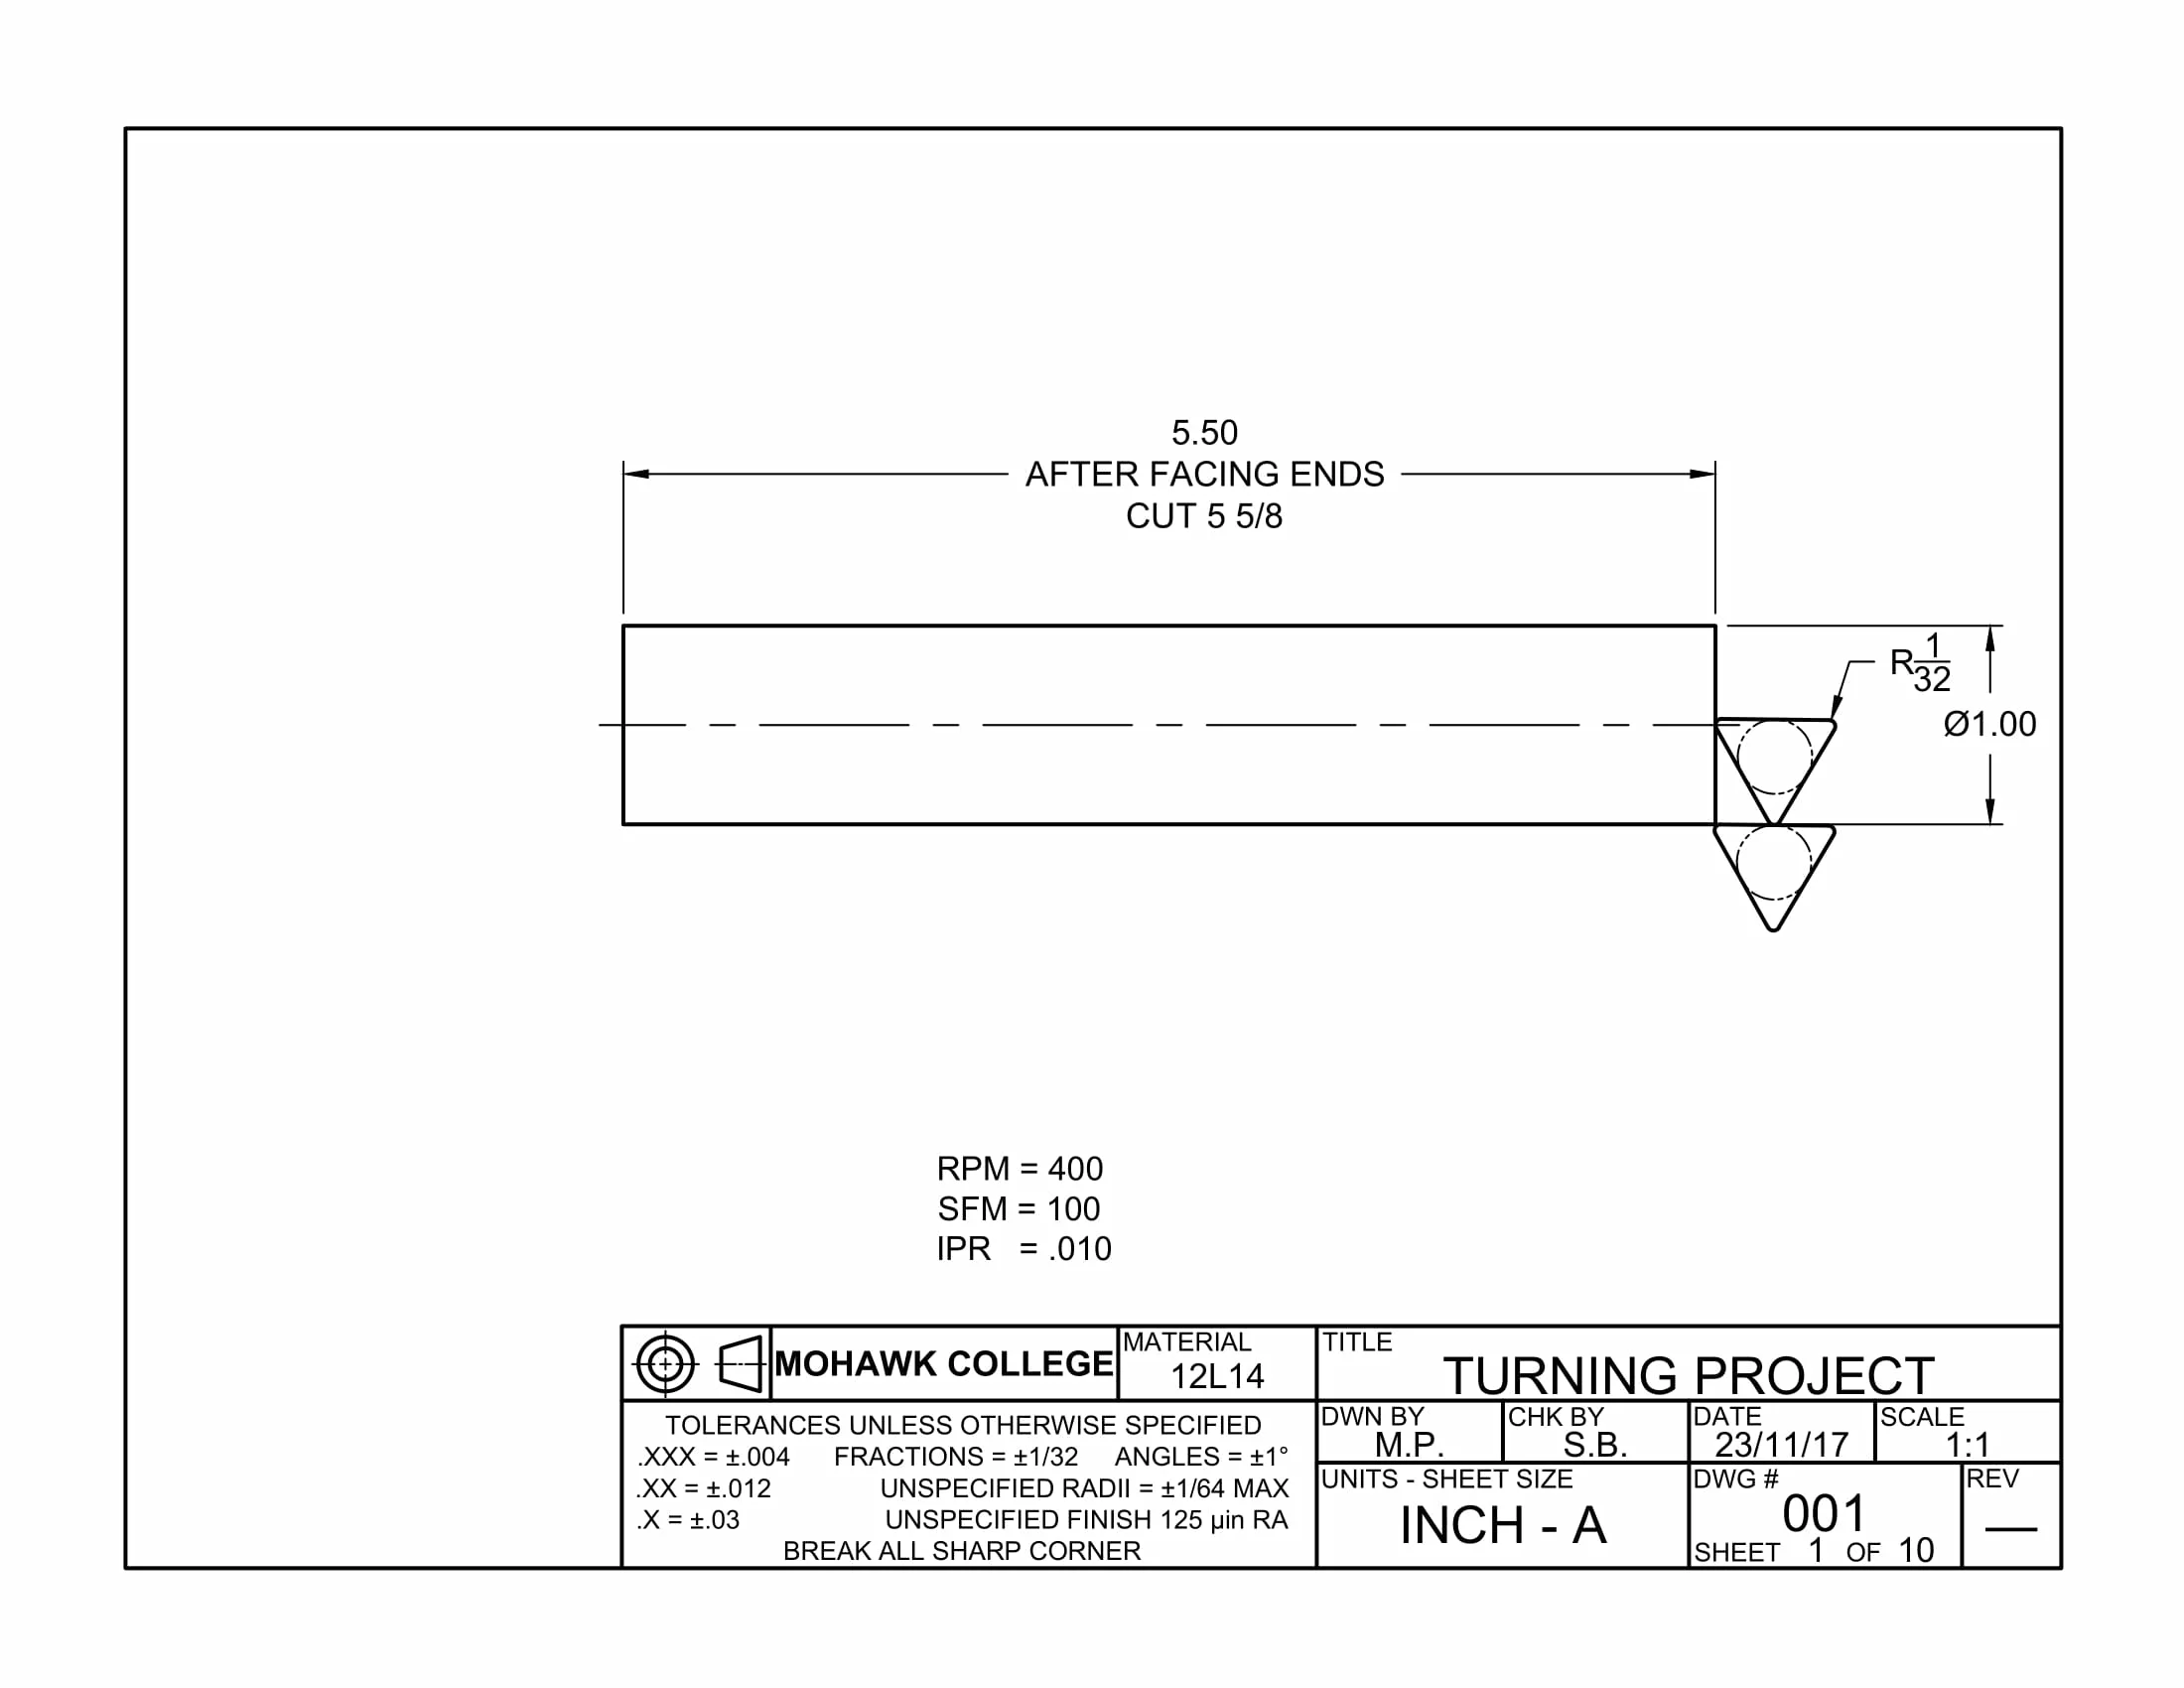 5.50
AFTER FACING ENDS
CUT 5 5/8
R 1/32
Ø1.00
RPM = 400
SFM = 100
IPR = .010
MOHAWK COLLEGE
MATERIAL
12L14
TITLE
TURNING PROJECT
TOLERANCES UNLESS OTHERWISE SPECIFIED
.XXX = ±.004 FRACTIONS = ±1/32 ANGLES = ±1°
.XX = ±.012 UNSPECIFIED RADII = ±1/64 MAX
.X = ±.03 UNSPECIFIED FINISH 125 µin RA
BREAK ALL SHARP CORNER
DWN BY
M.P.
CHK BY
S.B.
DATE
23/11/17
SCALE
1:1
UNITS - SHEET SIZE
INCH - A
DWG #
001
SHEET 1 OF 10
REV
—